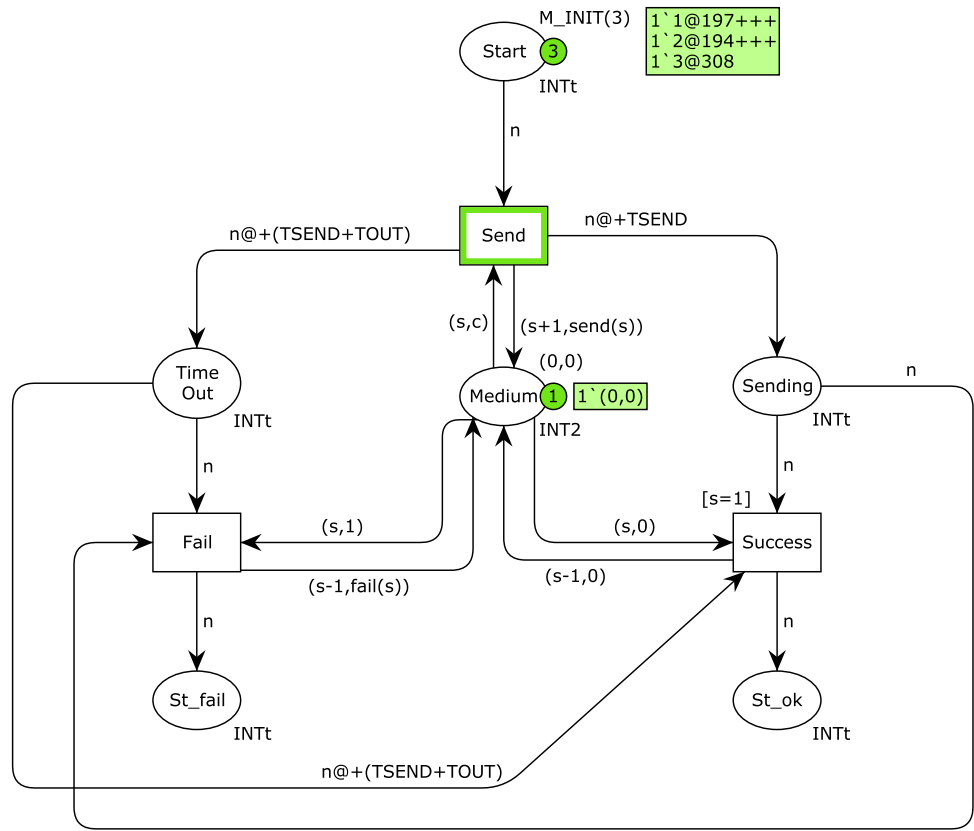 M_INIT(3)
1`1@197+++
1`2@194+++
1`3@308
Start
3
INTt
n
n@+(TSEND+TOUT)
Send
n@+TSEND
(s,c)
(s+1,send(s))
(0,0)
Time
Out
INTt
Medium
1
1`(0,0)
INT2
Sending
INTt
n
n
n
[s=1]
Fail
(s,1)
(s,0)
Success
(s-1,fail(s))
(s-1,0)
n
n
St_fail
INTt
St_ok
INTt
n@+(TSEND+TOUT)